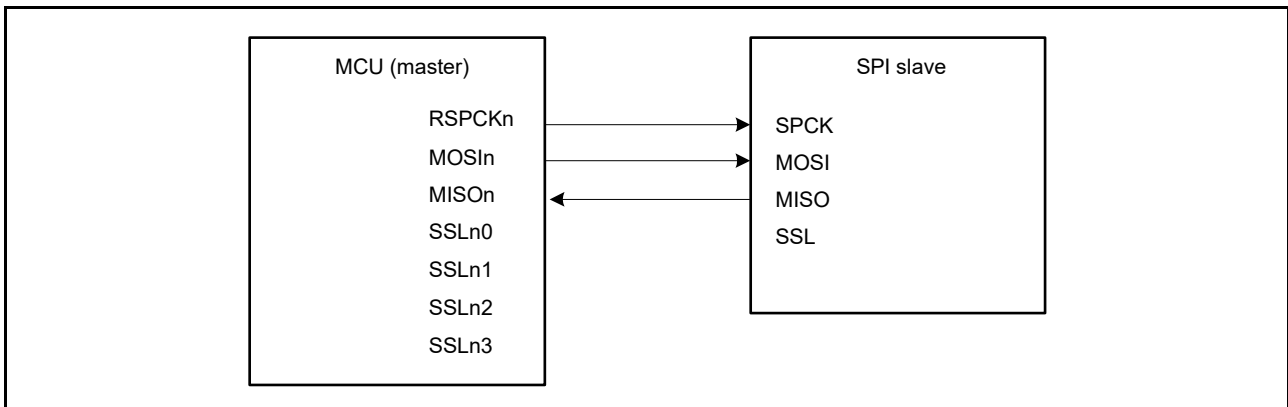 MCU (master)
RSPCKn
MOSIn
MISOn
SSLn0
SSLn1
SSLn2
SSLn3
SPI slave
SPCK
MOSI
MISO
SSL